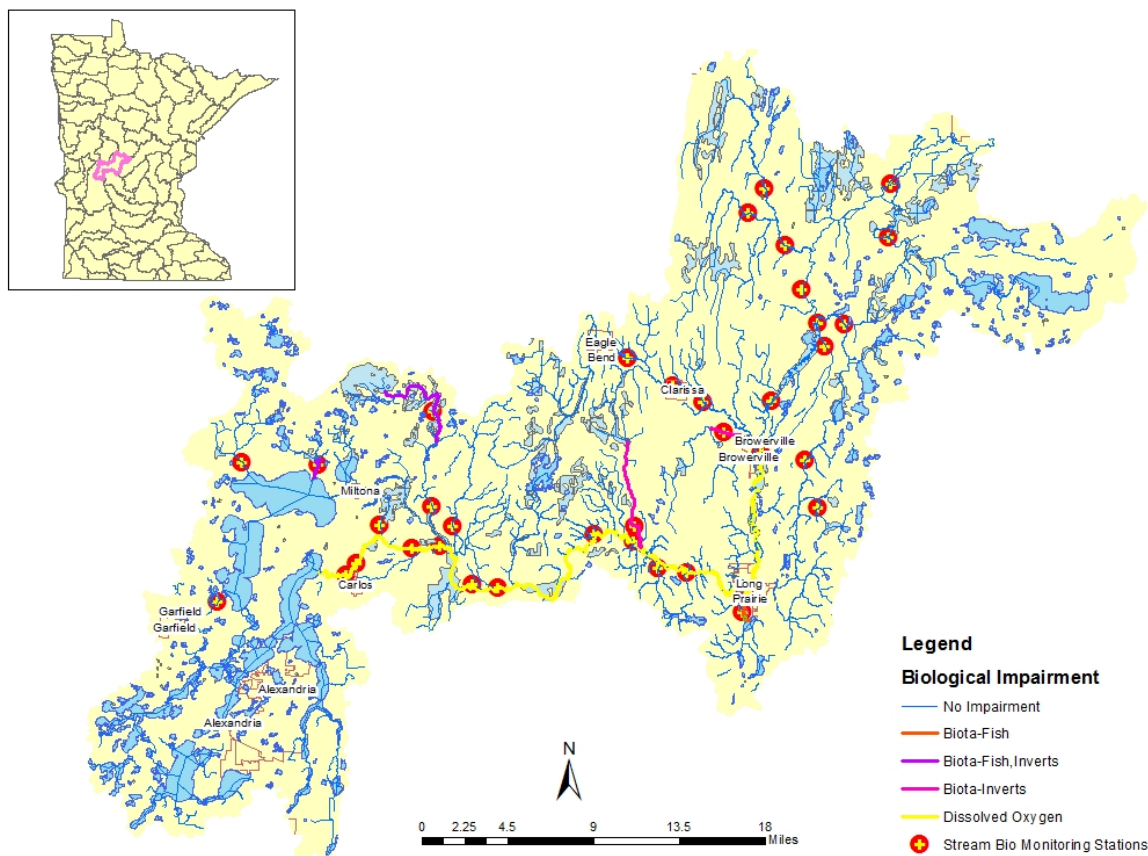 Eagle
Bend
Clarissa
Browerville
Browerville
Miltona
Carlos
Long
Prairie
Garfield
Garfield
Alexandria
Alexandria
Legend
Biological Impairment
No Impairment
Biota-Fish
Biota-Fish,Inverts
Biota-Inverts
Dissolved Oxygen
Stream Bio Monitoring Stations
N
0 2.25 4.5 9 13.5 18
Miles